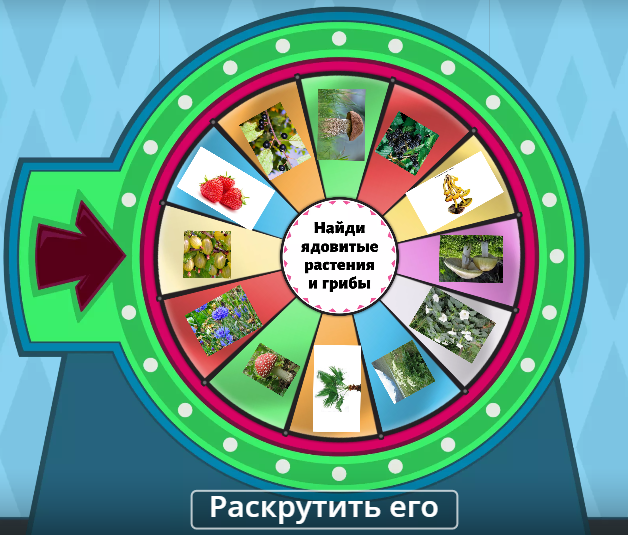 Найди
ядовитые
растения
и грибы
Раскрутить его